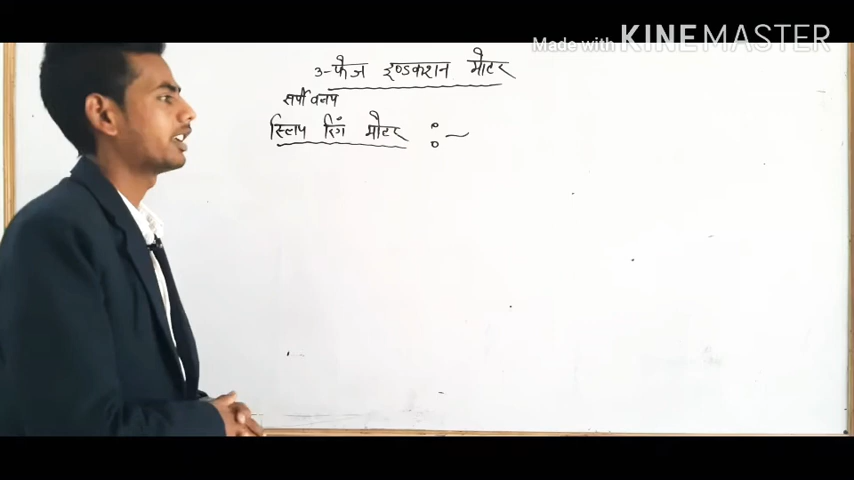 Made with KINEMASTER
3-फेज इण्डक्शन मोटर
सर्पी वलय
स्लिप रिंग मोटर :-